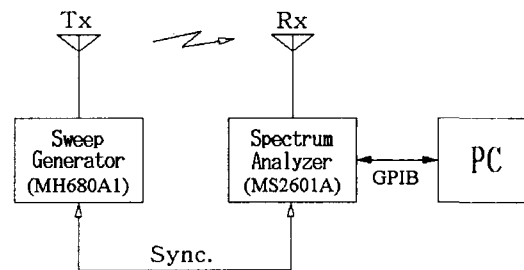 Tx
Rx
Sweep
Generator
(MH680A1)
Spectrum
Analyzer
(MS2601A)
GPIB
PC
Sync.